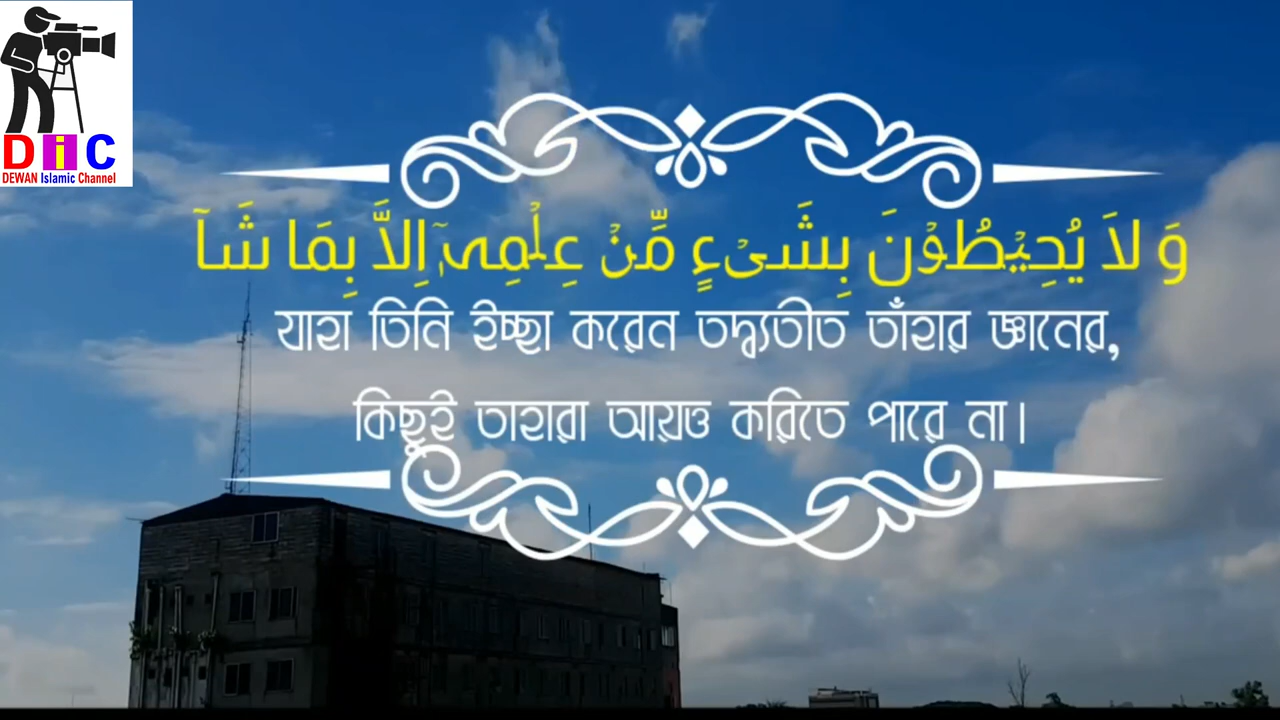 DiC
DEWAN Islamic Channel
وَ لاَ يُحِيۡطُوۡنَ بِشَىۡءٍ مِّنۡ عِلۡمِهٖۤ اِلاَّ بِمَا شَآ
যাহা তিনি ইচ্ছা করেন তদ্ব্যতীত তাঁহার জ্ঞানের,
কিছুই তাহারা আয়ত্ত করিতে পারে না।